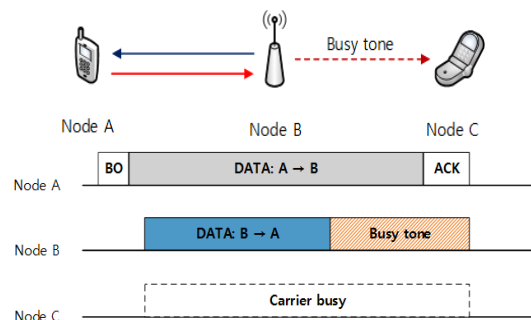 Busy tone
Node A
Node B
Node C
BO
DATA: A → B
ACK
Node A
DATA: B → A
Busy tone
Node B
Carrier busy
Node C